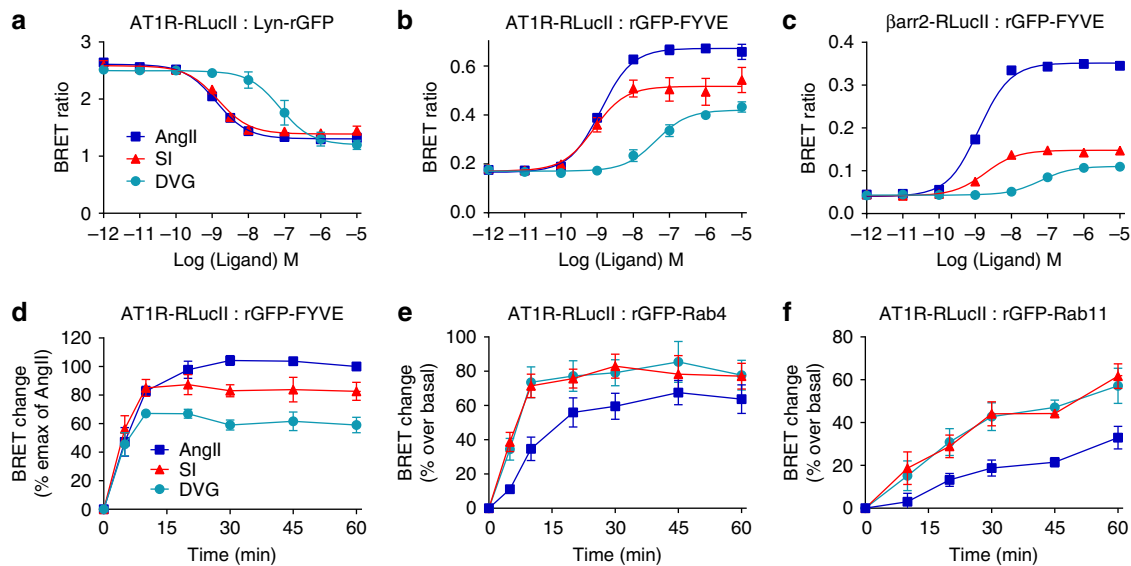 a
AT1R-RLucII : Lyn-rGFP
BRET ratio
3
2
1
0
AngII
SI
DVG
–12 –11 –10 –9 –8 –7 –6 –5
Log (Ligand) M
b
AT1R-RLucII : rGFP-FYVE
BRET ratio
0.6
0.4
0.2
0.0
–12 –11 –10 –9 –8 –7 –6 –5
Log (Ligand) M
c
βarr2-RLucII : rGFP-FYVE
BRET ratio
0.4
0.3
0.2
0.1
0.0
–12 –11 –10 –9 –8 –7 –6 –5
Log (Ligand) M
d
AT1R-RLucII : rGFP-FYVE
BRET change
(% emax of AngII)
120
100
80
60
40
20
0
AngII
SI
DVG
0 15 30 45 60
Time (min)
e
AT1R-RLucII : rGFP-Rab4
BRET change
(% over basal)
100
80
60
40
20
0
0 15 30 45 60
Time (min)
f
AT1R-RLucII : rGFP-Rab11
BRET change
(% over basal)
80
60
40
20
0
0 15 30 45 60
Time (min)